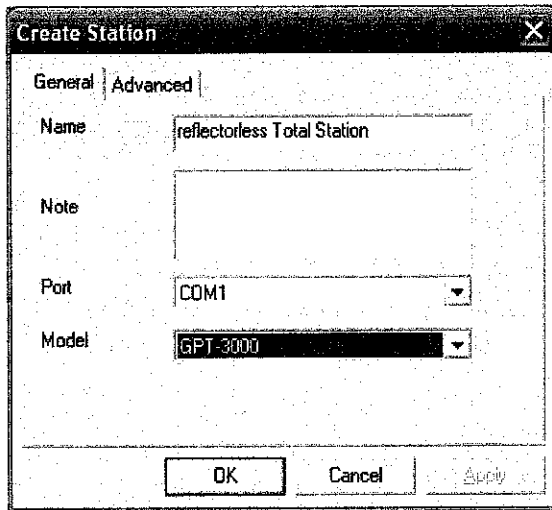 Create Station
General Advanced
Name reflectorless Total Station
Note
Port COM1
Model GPT-3000
OK Cancel Apply